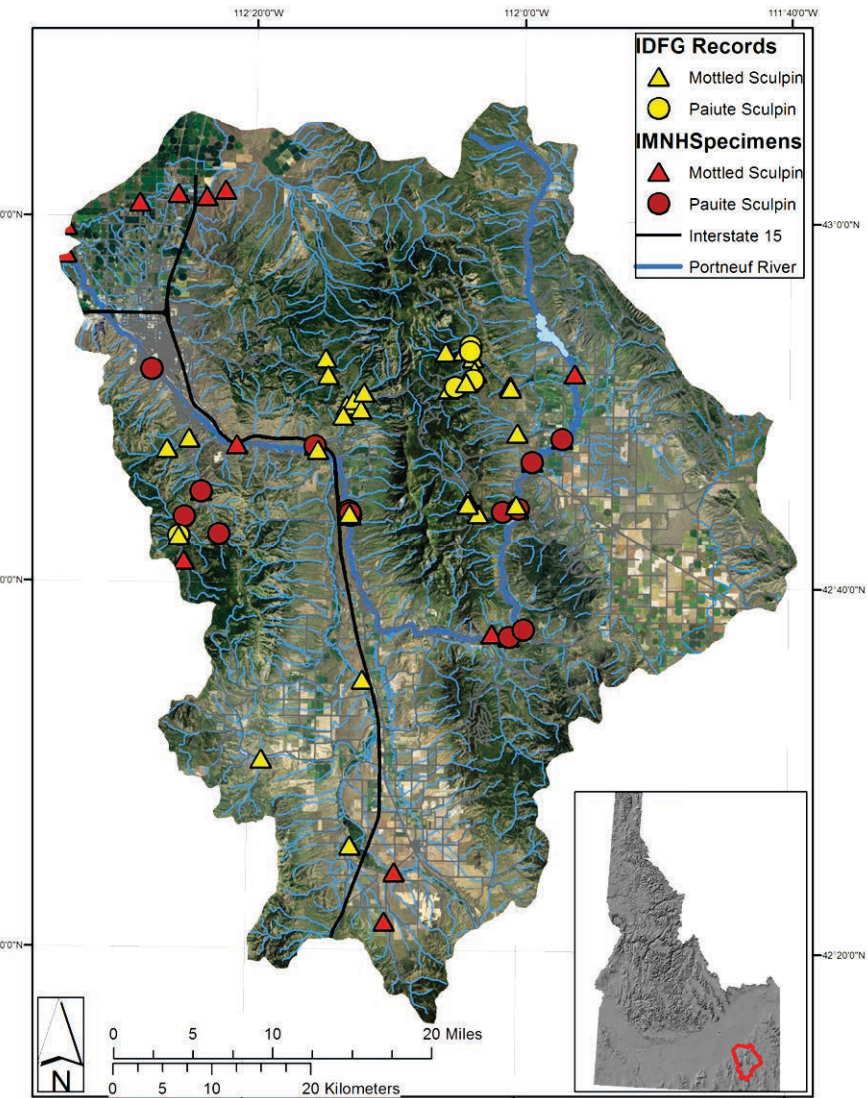 112°20'0"W 112°0'0"W 111°40'0"W
IDFG Records
Mottled Sculpin
Paiute Sculpin
IMNHSpecimens
Mottled Sculpin
Pauite Sculpin
Interstate 15
Portneuf River
0'0"N 43°0'0"N
0'0"N 42°40'0"N
0'0"N 42°20'0"N
0 5 10 20 Miles
0 5 10 20 Kilometers
N